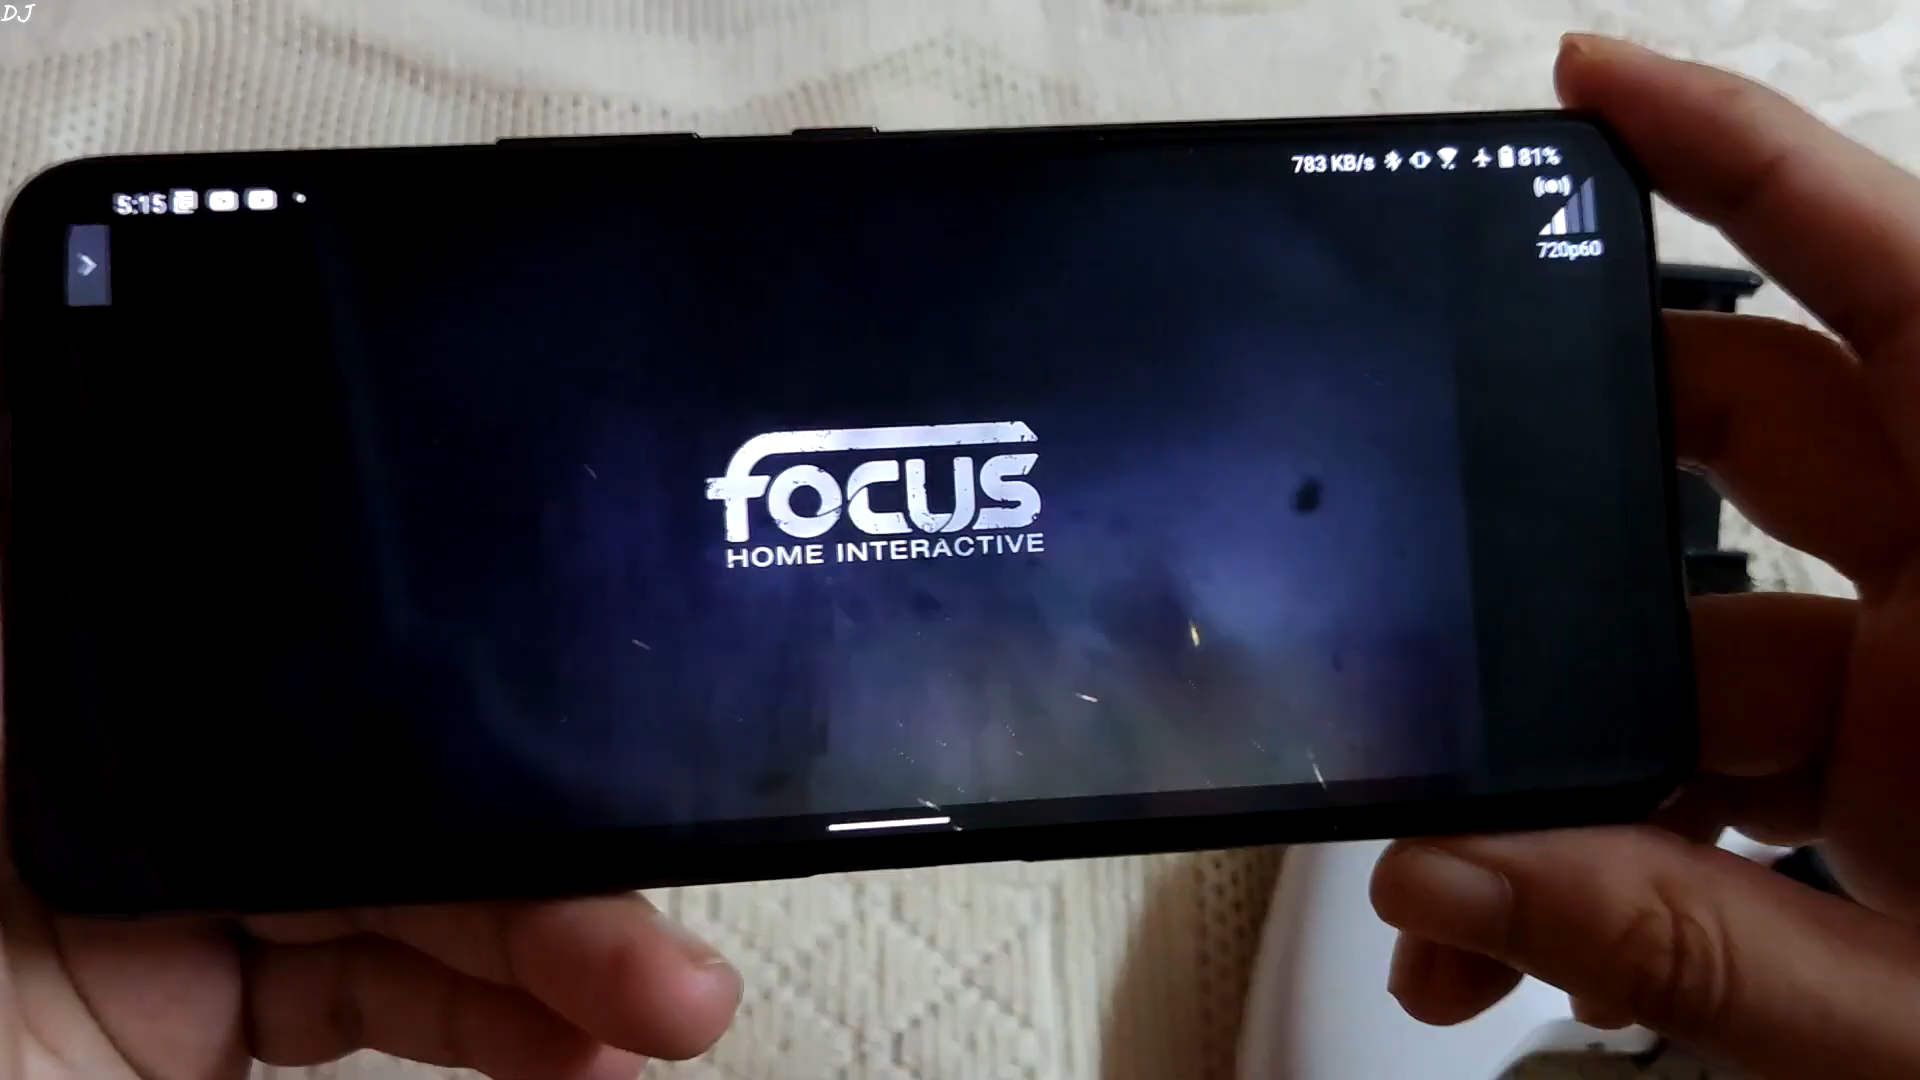 DJ
5:15
783 KB/s
81%
720p60
focus
HOME INTERACTIVE